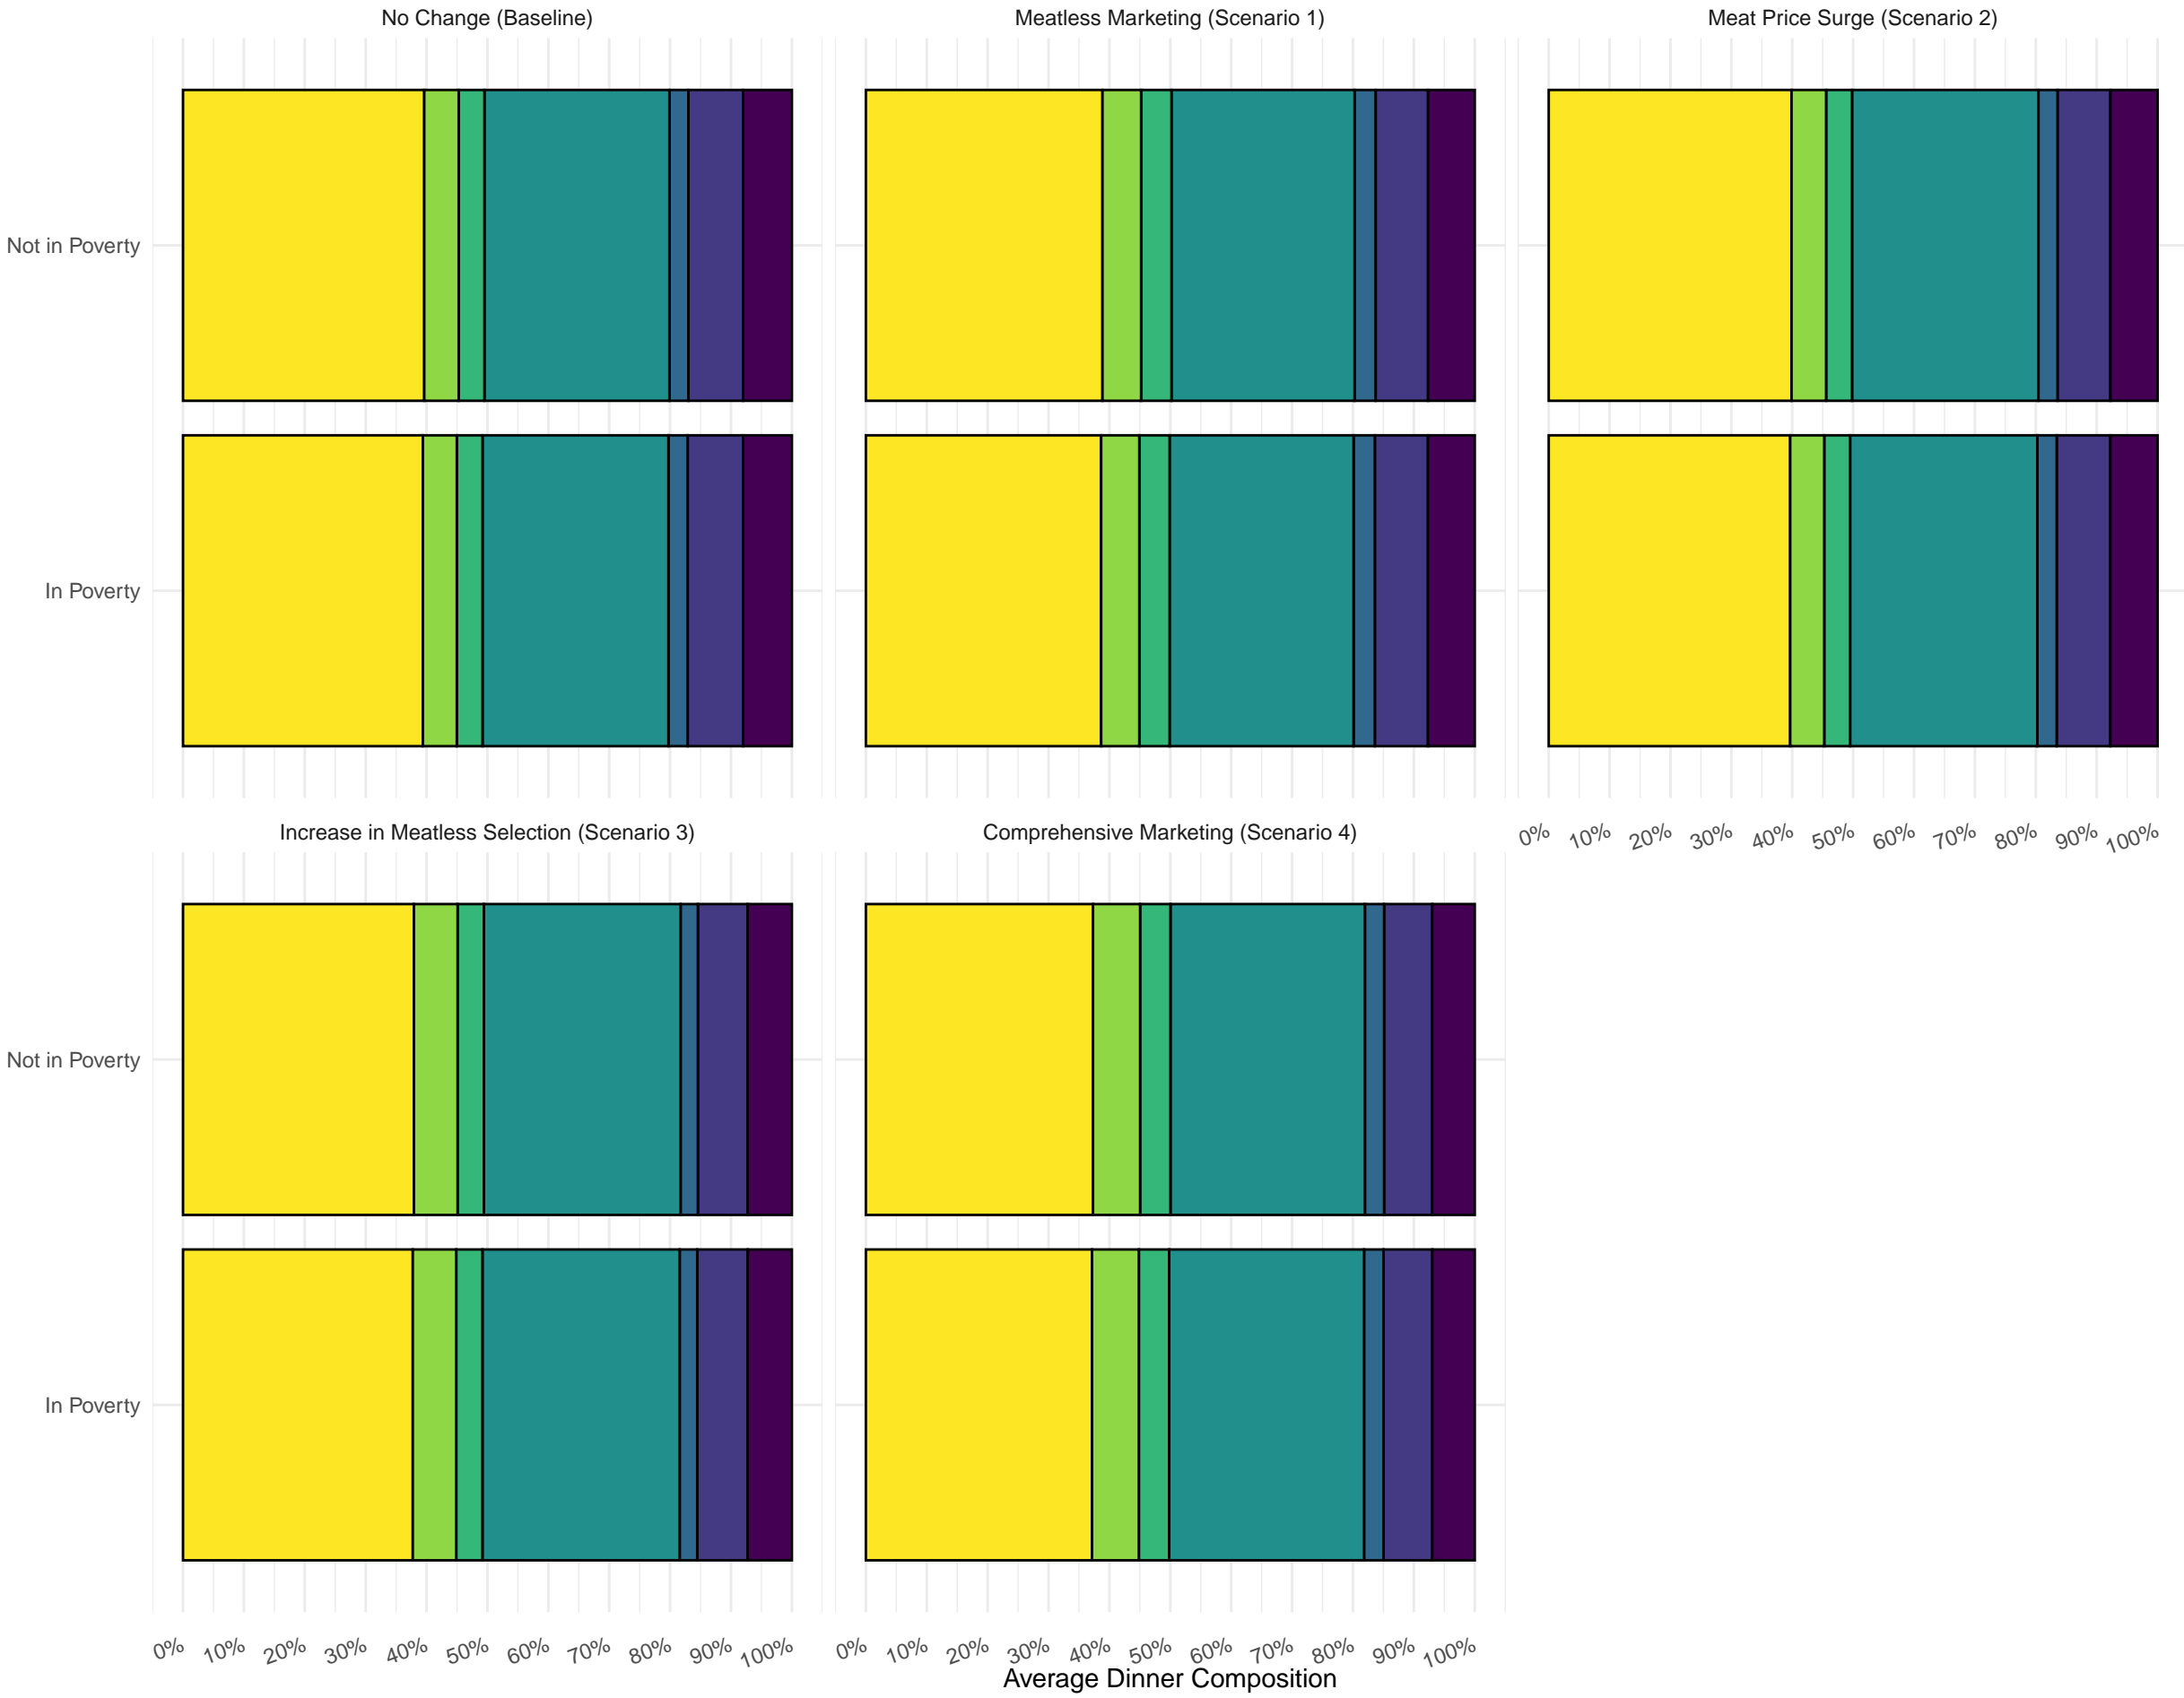 No Change (Baseline)
Meatless Marketing (Scenario 1)
Meat Price Surge (Scenario 2)
Not in Poverty
In Poverty
0% 10% 20% 30% 40% 50% 60% 70% 80% 90% 100%
Increase in Meatless Selection (Scenario 3)
Comprehensive Marketing (Scenario 4)
Not in Poverty
In Poverty
0% 10% 20% 30% 40% 50% 60% 70% 80% 90% 100%
0% 10% 20% 30% 40% 50% 60% 70% 80% 90% 100%
Average Dinner Composition